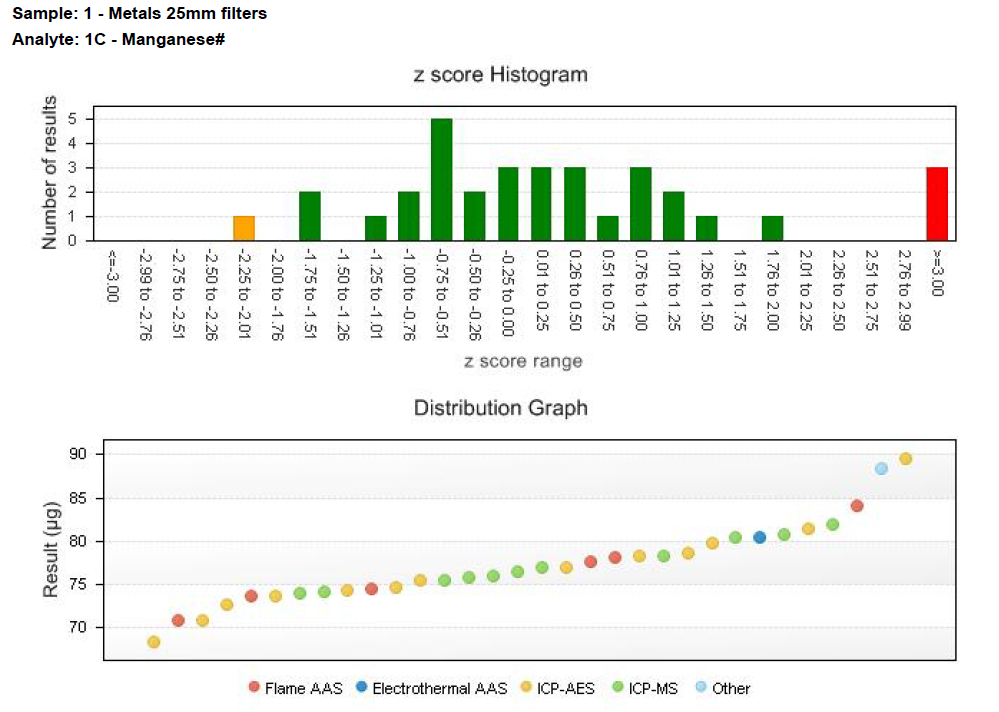 Sample: 1 - Metals 25mm filters
Analyte: 1C - Manganese#
z score Histogram
Number of results
5
4
3
2
1
0
<=-3.00
-2.99 to -2.76
-2.75 to -2.51
-2.50 to -2.26
-2.25 to -2.01
-2.00 to -1.76
-1.75 to -1.51
-1.50 to -1.26
-1.25 to -1.01
-1.00 to -0.76
-0.75 to -0.51
-0.50 to -0.26
-0.25 to 0.00
0.01 to 0.25
0.26 to 0.50
0.51 to 0.75
0.76 to 1.00
1.01 to 1.25
1.26 to 1.50
1.51 to 1.75
1.76 to 2.00
2.01 to 2.25
2.26 to 2.50
2.51 to 2.75
2.76 to 2.99
>=3.00
z score range
Distribution Graph
Result (µg)
90
85
80
75
70
Flame AAS Electrothermal AAS ICP-AES ICP-MS Other